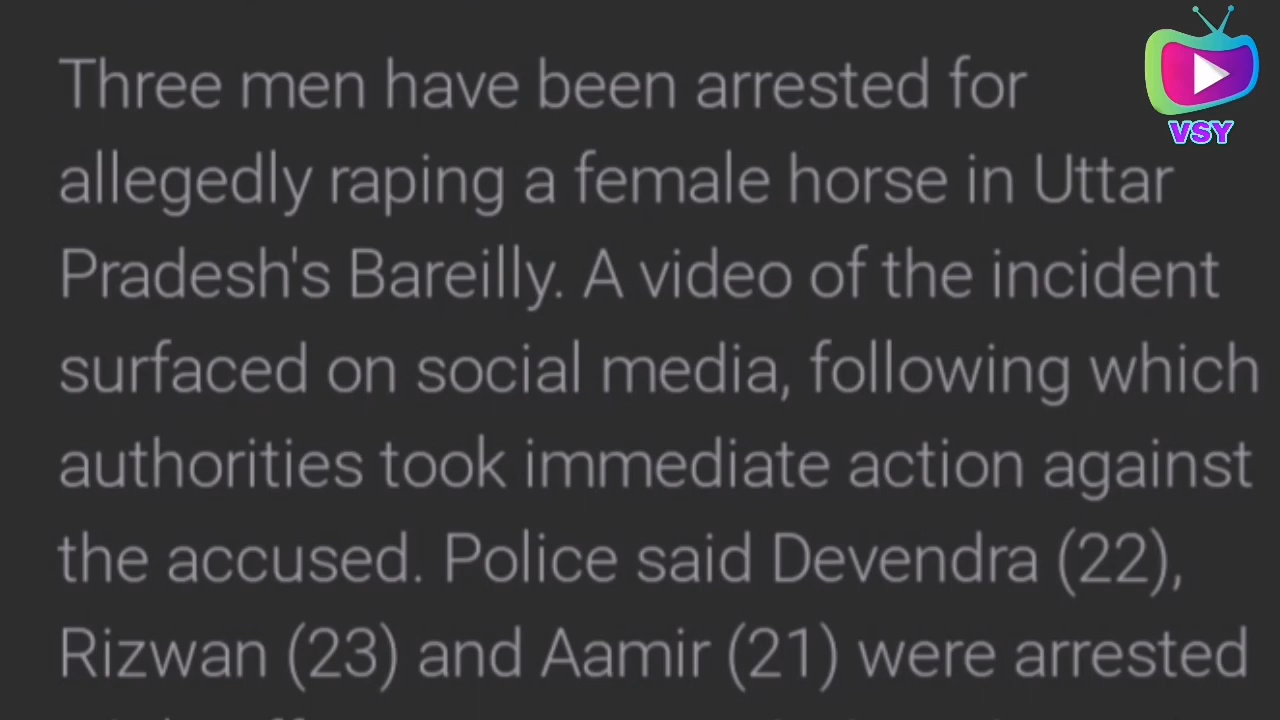 VSY
Three men have been arrested for
allegedly raping a female horse in Uttar
Pradesh's Bareilly. A video of the incident
surfaced on social media, following which
authorities took immediate action against
the accused. Police said Devendra (22),
Rizwan (23) and Aamir (21) were arrested